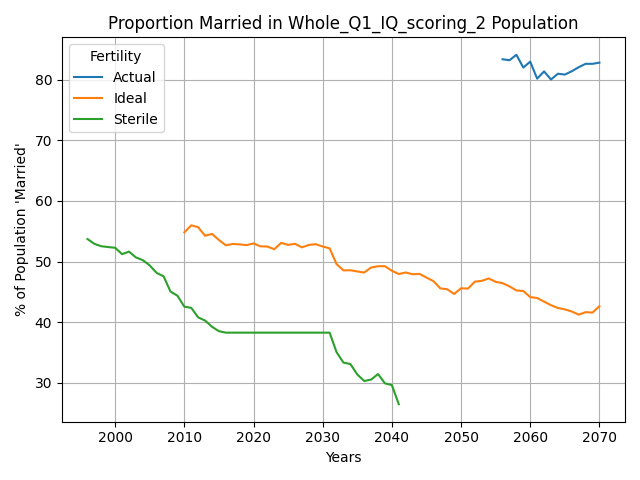 Proportion Married in Whole_Q1_IQ_scoring_2 Population
Fertility
Actual
Ideal
Sterile
% of Population 'Married'
80
70
60
50
40
30
2000
2010
2020
2030
2040
2050
2060
2070
Years